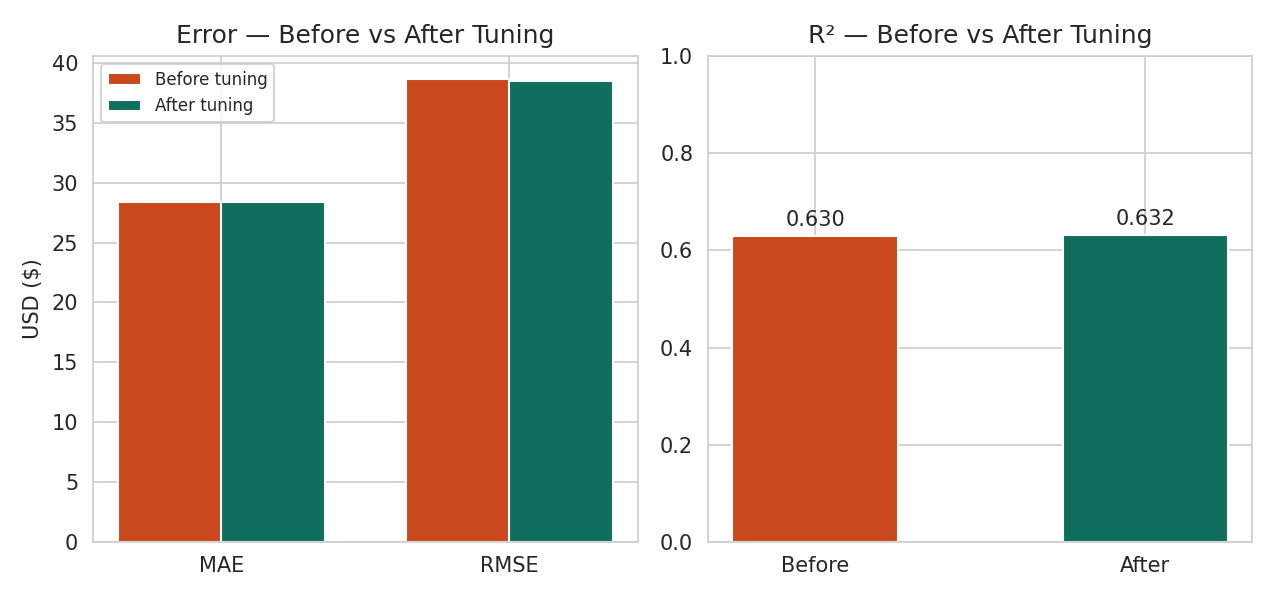 Error — Before vs After Tuning
Before tuning
After tuning
USD ($)
40
35
30
25
20
15
10
5
0
MAE
RMSE
R² — Before vs After Tuning
1.0
0.8
0.6
0.4
0.2
0.0
0.630
0.632
Before
After